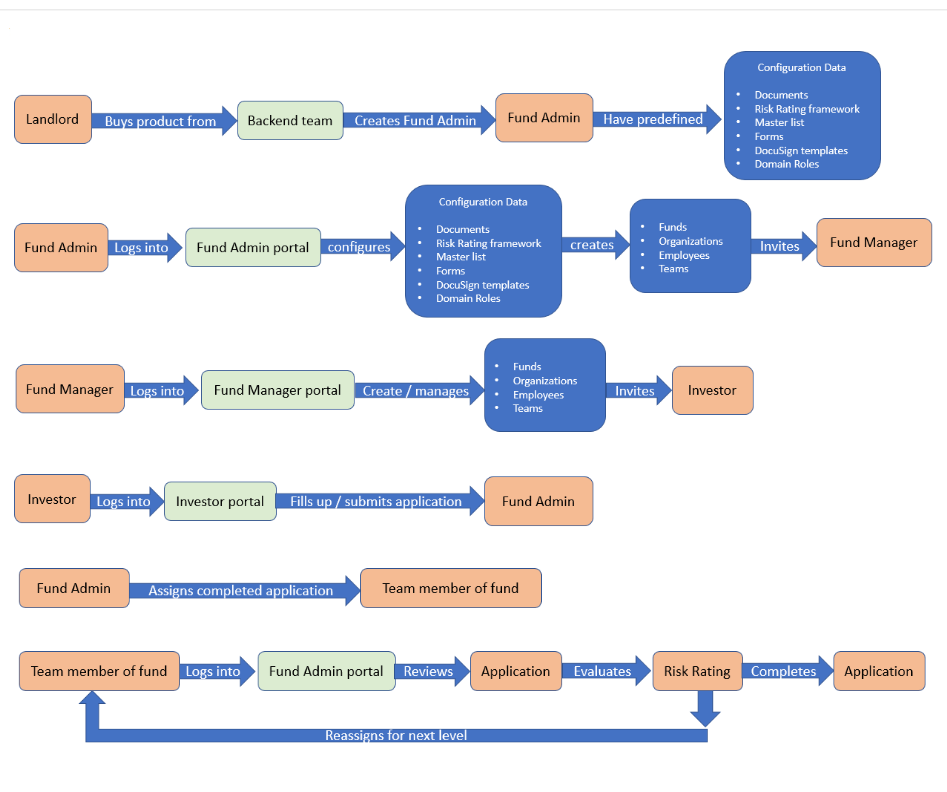 Landlord
Buys product from
Backend team
Creates Fund Admin
Fund Admin
Have predefined
Configuration Data
• Documents
• Risk Rating framework
• Master list
• Forms
• DocuSign templates
• Domain Roles
Fund Admin
Logs into
Fund Admin portal
configures
Configuration Data
• Documents
• Risk Rating framework
• Master list
• Forms
• DocuSign templates
• Domain Roles
creates
• Funds
• Organizations
• Employees
• Teams
Invites
Fund Manager
Fund Manager
Logs into
Fund Manager portal
Create / manages
• Funds
• Organizations
• Employees
• Teams
Invites
Investor
Investor
Logs into
Investor portal
Fills up / submits application
Fund Admin
Fund Admin
Assigns completed application
Team member of fund
Team member of fund
Logs into
Fund Admin portal
Reviews
Application
Evaluates
Risk Rating
Completes
Application
Reassigns for next level